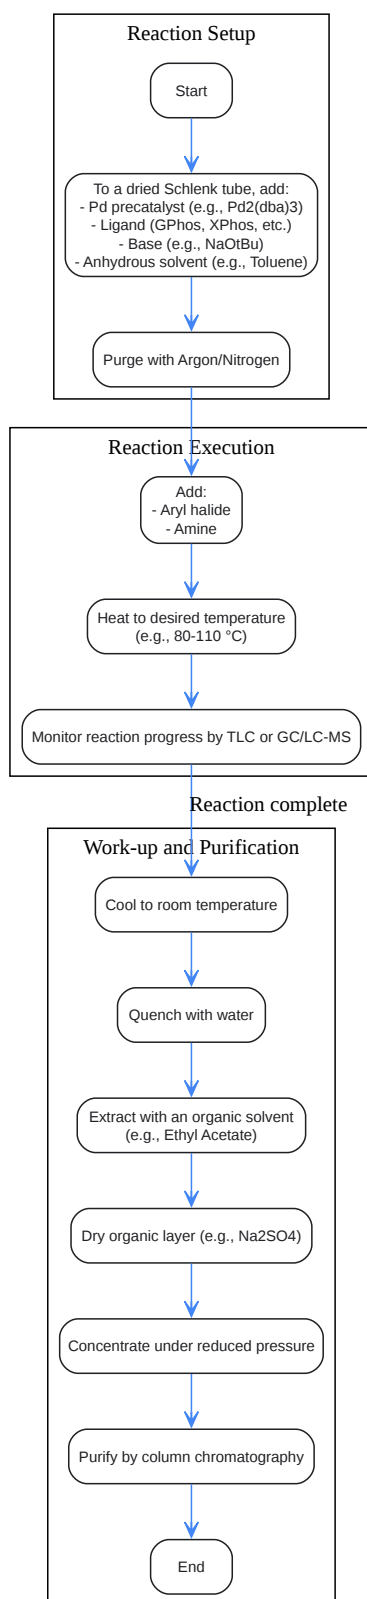 Reaction Setup
Start
To a dried Schlenk tube, add:
- Pd precatalyst (e.g., Pd2(dba)3)
- Ligand (GPhos, XPhos, etc.)
- Base (e.g., NaOtBu)
- Anhydrous solvent (e.g., Toluene)
Purge with Argon/Nitrogen
Reaction Execution
Add:
- Aryl halide
- Amine
Heat to desired temperature
(e.g., 80-110 °C)
Monitor reaction progress by TLC or GC/LC-MS
Reaction complete
Work-up and Purification
Cool to room temperature
Quench with water
Extract with an organic solvent
(e.g., Ethyl Acetate)
Dry organic layer (e.g., Na2SO4)
Concentrate under reduced pressure
Purify by column chromatography
End